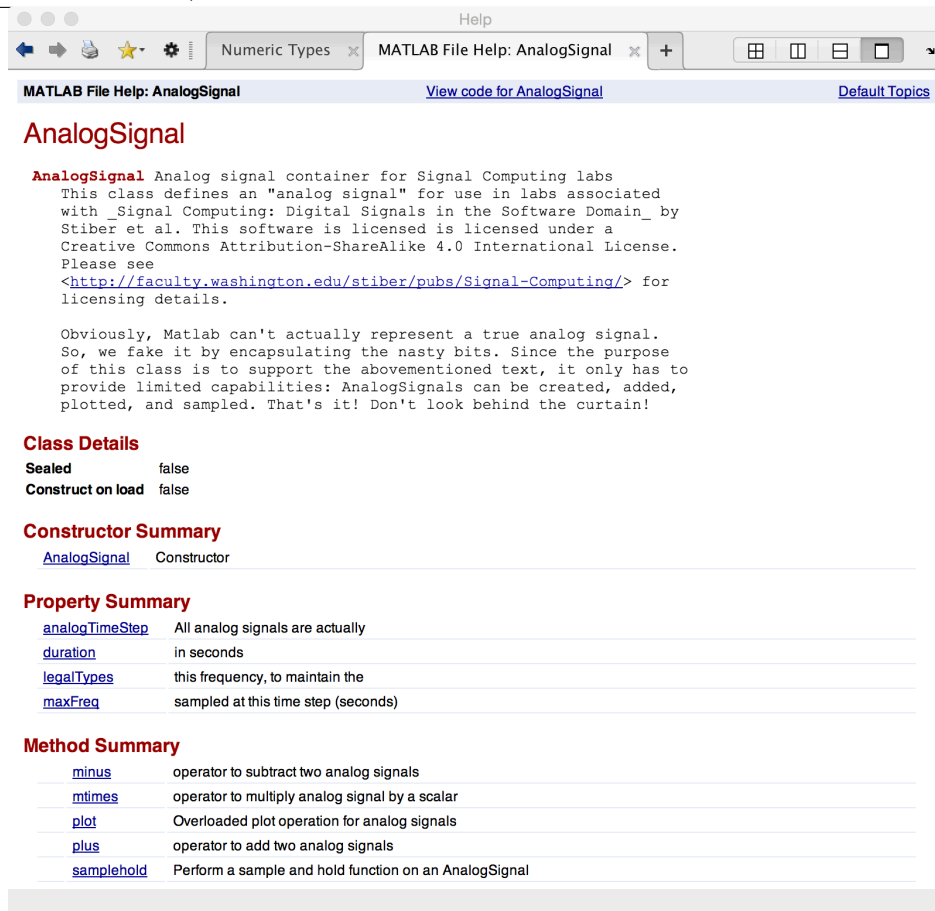 Help
Numeric Types × MATLAB File Help: AnalogSignal × +
MATLAB File Help: AnalogSignal View code for AnalogSignal Default Topics
AnalogSignal
AnalogSignal Analog signal container for Signal Computing labs
This class defines an "analog signal" for use in labs associated
with _Signal Computing: Digital Signals in the Software Domain_ by
Stiber et al. This software is licensed is licensed under a
Creative Commons Attribution-ShareAlike 4.0 International License.
Please see
<http://faculty.washington.edu/stiber/pubs/Signal-Computing/> for
licensing details.
Obviously, Matlab can't actually represent a true analog signal.
So, we fake it by encapsulating the nasty bits. Since the purpose
of this class is to support the abovementioned text, it only has to
provide limited capabilities: AnalogSignals can be created, added,
plotted, and sampled. That's it! Don't look behind the curtain!
Class Details
Sealed false
Construct on load false
Constructor Summary
AnalogSignal Constructor
Property Summary
analogTimeStep All analog signals are actually
duration in seconds
legalTypes this frequency, to maintain the
maxFreq sampled at this time step (seconds)
Method Summary
minus operator to subtract two analog signals
mtimes operator to multiply analog signal by a scalar
plot Overloaded plot operation for analog signals
plus operator to add two analog signals
samplehold Perform a sample and hold function on an AnalogSignal